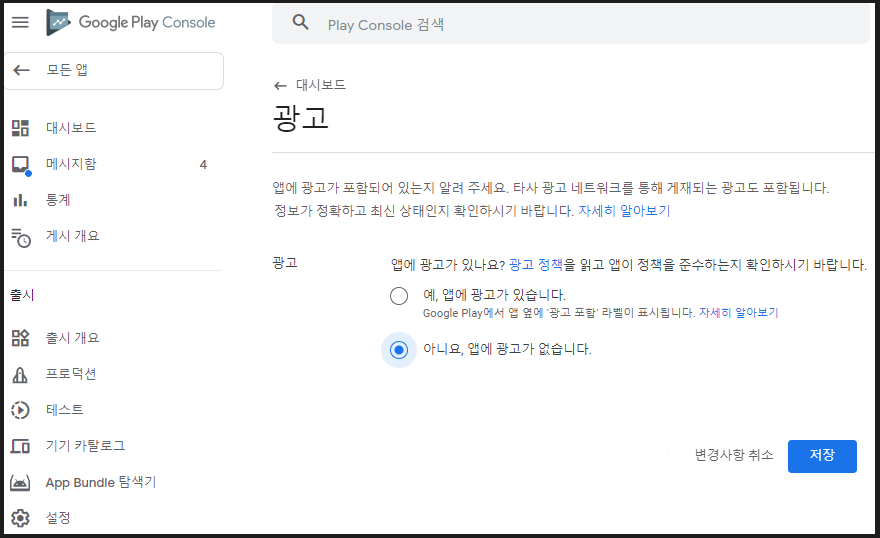 Google Play Console
Play Console 검색
모든 앱
대시보드
메시지함 4
통계
게시 개요
출시
출시 개요
프로덕션
테스트
기기 카탈로그
App Bundle 탐색기
설정
대시보드
광고
앱에 광고가 포함되어 있는지 알려 주세요. 타사 광고 네트워크를 통해 게재되는 광고도 포함됩니다.
정보가 정확하고 최신 상태인지 확인하시기 바랍니다. 자세히 알아보기
광고
앱에 광고가 있나요? 광고 정책을 읽고 앱이 정책을 준수하는지 확인하시기 바랍니다.
예, 앱에 광고가 있습니다.
Google Play에서 앱 옆에 '광고 포함' 라벨이 표시됩니다. 자세히 알아보기
아니요, 앱에 광고가 없습니다.
변경사항 취소
저장